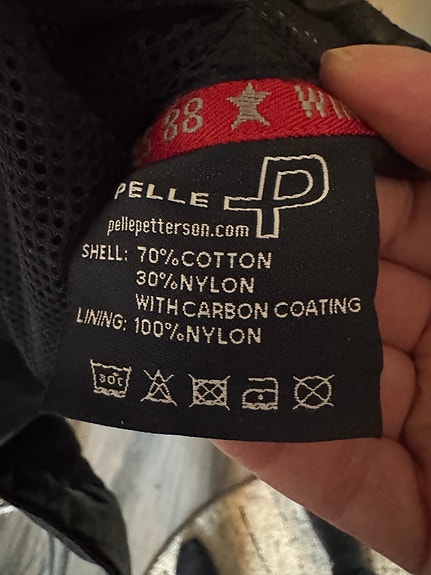 88 ★
PELLE P
pellepetterson.com
SHELL: 70%COTTON
30%NYLON
WITH CARBON COATING
LINING: 100%NYLON
30°C